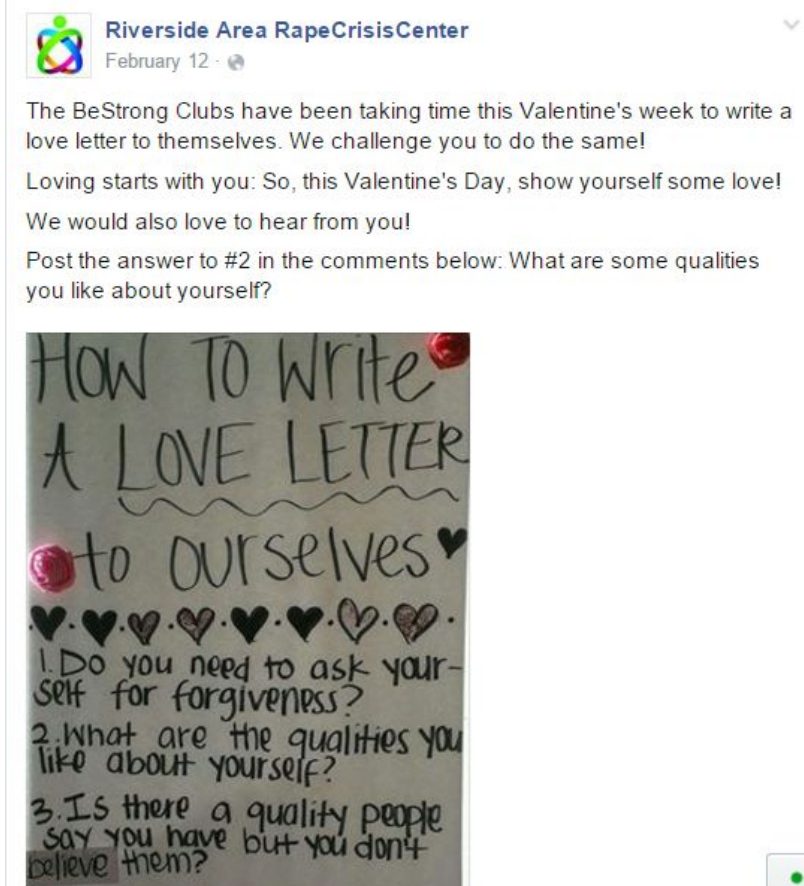 Riverside Area RapeCrisisCenter
February 12 ·
The BeStrong Clubs have been taking time this Valentine's week to write a
love letter to themselves. We challenge you to do the same!
Loving starts with you: So, this Valentine's Day, show yourself some love!
We would also love to hear from you!
Post the answer to #2 in the comments below: What are some qualities
you like about yourself?
HOW TO Write
A LOVE LETTER
to ourselves
1. Do you need to ask your-
self for forgiveness?
2. What are the qualities you
like about yourself?
3. Is there a quality people
say you have but you don't
believe them?